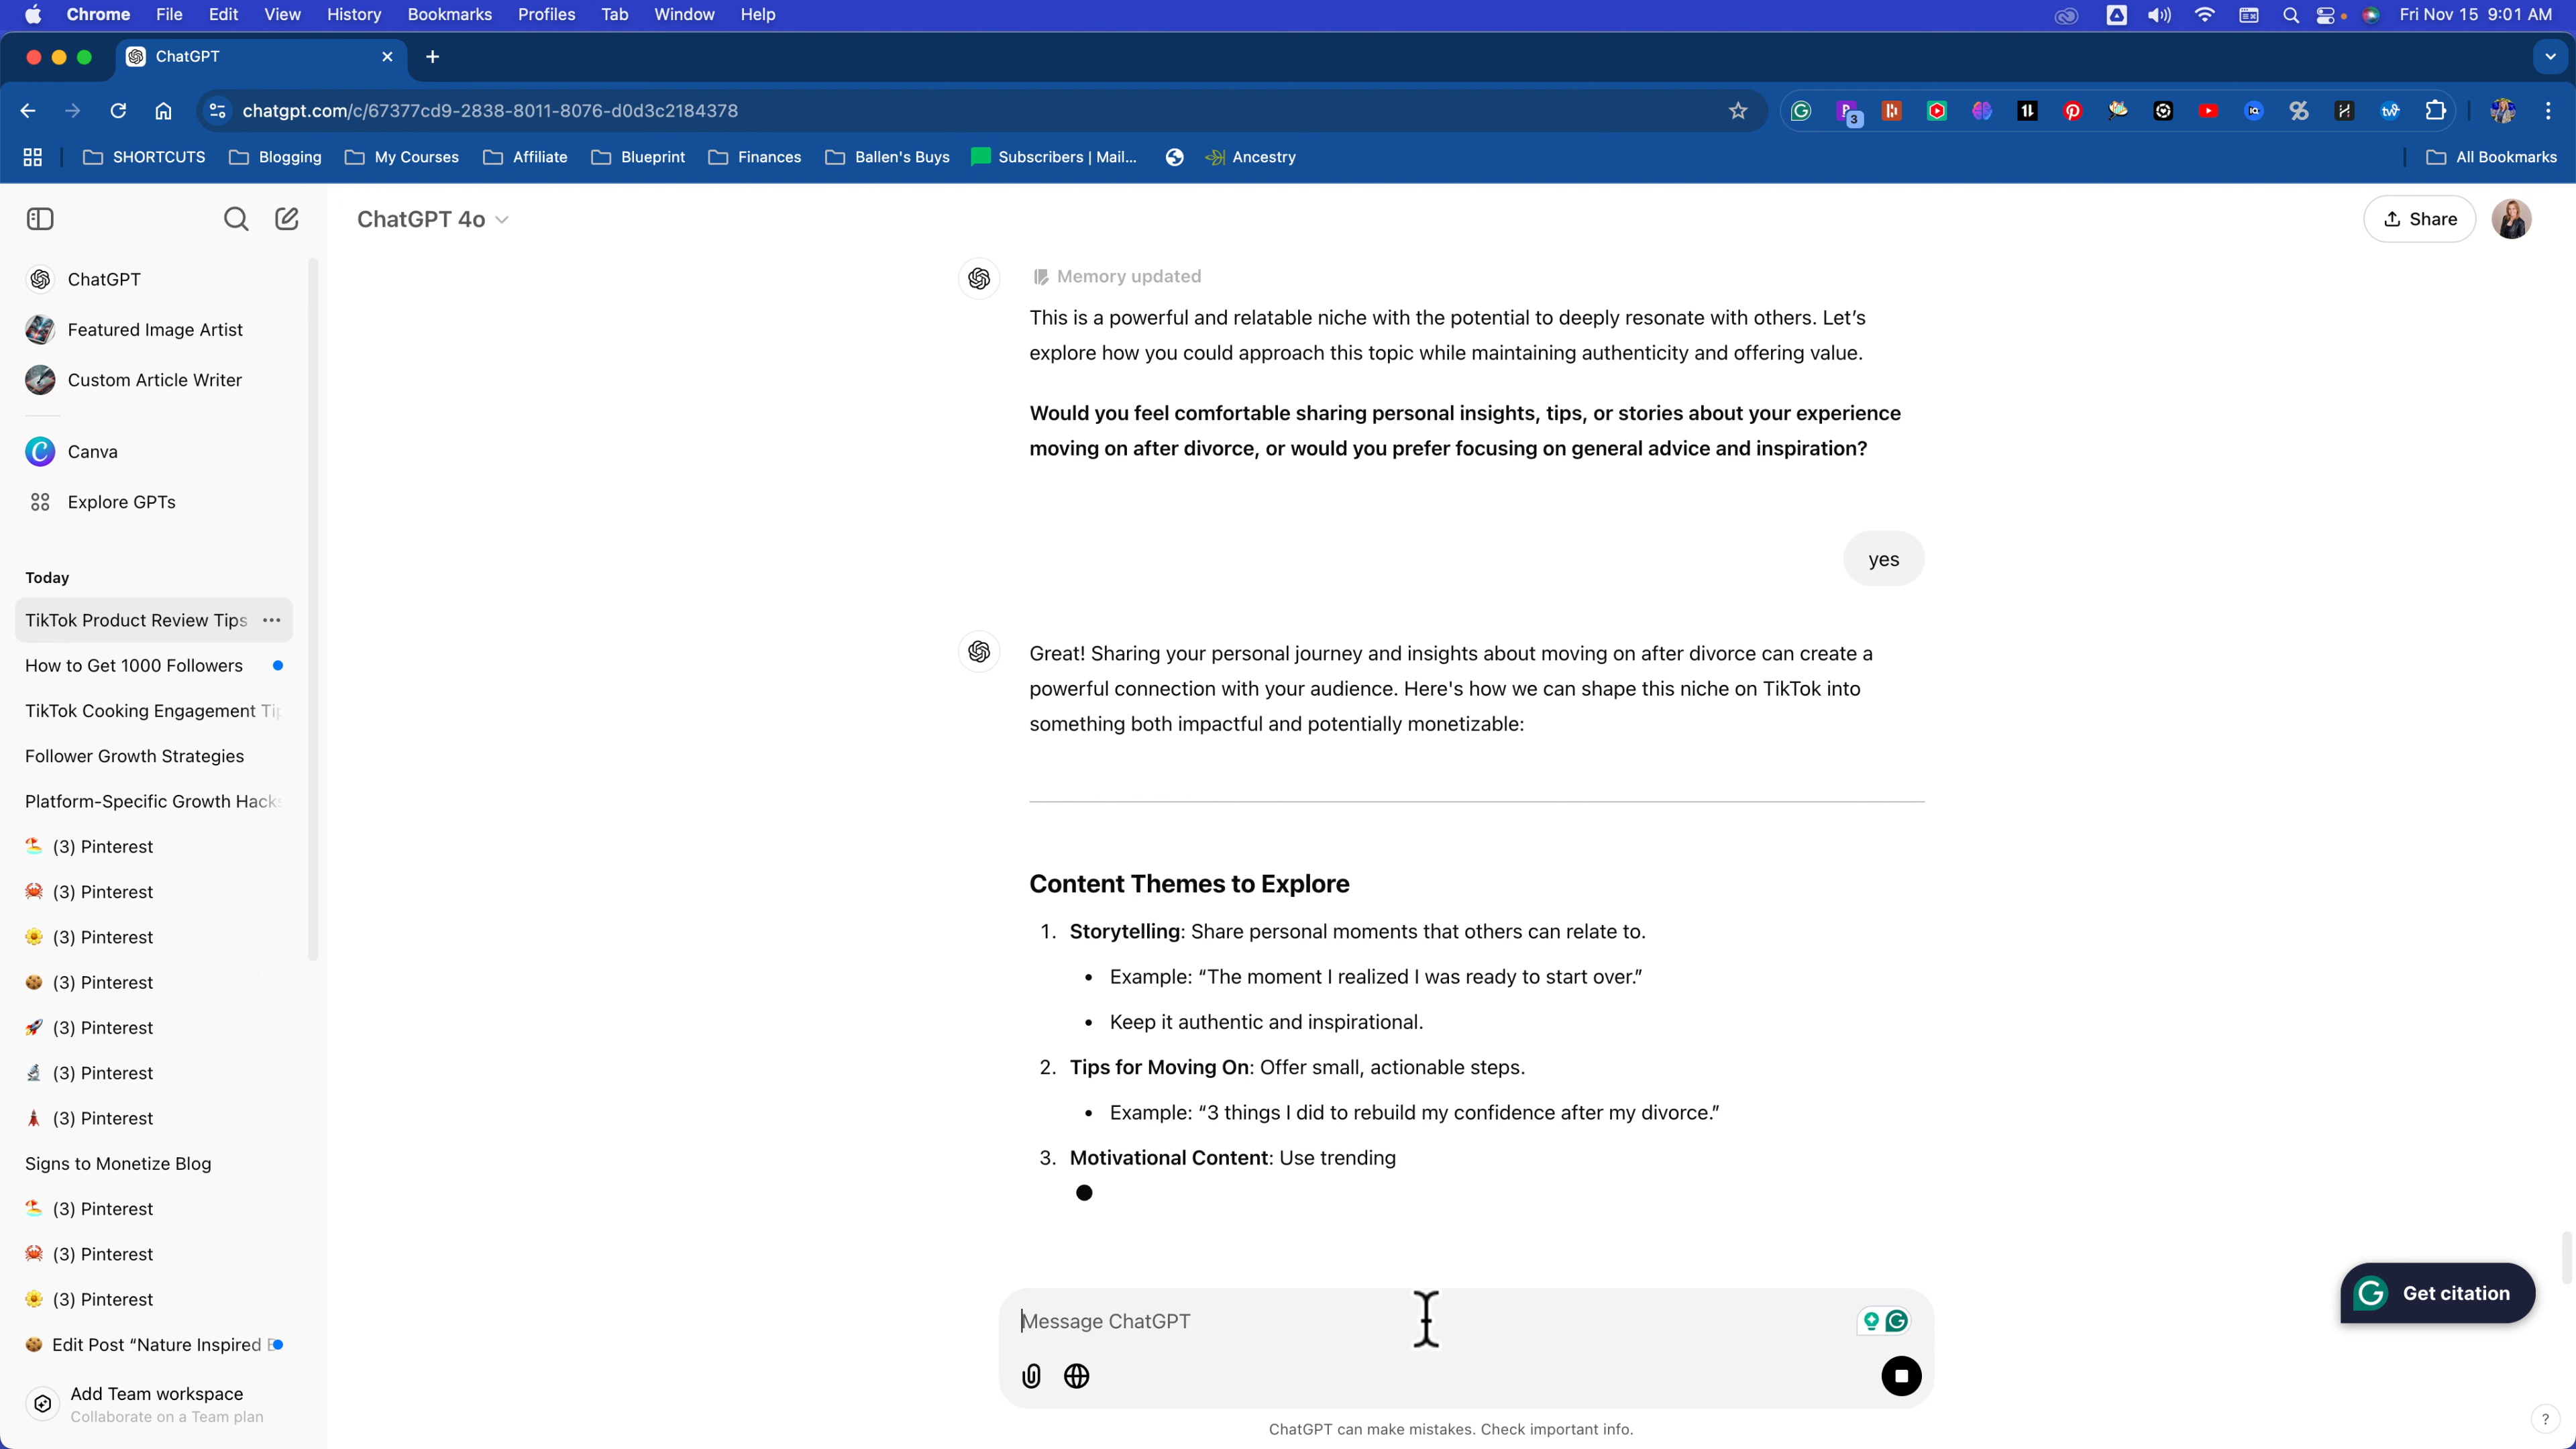 Chrome File Edit View History Bookmarks Profiles Tab Window Help Fri Nov 15 9:01 AM
ChatGPT
chatgpt.com/c/67377cd9-2838-8011-8076-d0d3c2184378
3
SHORTCUTS Blogging My Courses Affiliate Blueprint Finances Ballen's Buys Subscribers | Mail... Ancestry All Bookmarks
ChatGPT 4o Share
ChatGPT
Featured Image Artist
Custom Article Writer
Canva
Explore GPTs
Today
TikTok Product Review Tips
How to Get 1000 Followers
TikTok Cooking Engagement Tip
Follower Growth Strategies
Platform-Specific Growth Hacks
(3) Pinterest
(3) Pinterest
(3) Pinterest
(3) Pinterest
(3) Pinterest
(3) Pinterest
(3) Pinterest
Signs to Monetize Blog
(3) Pinterest
(3) Pinterest
(3) Pinterest
Edit Post “Nature Inspired
Add Team workspace
Collaborate on a Team plan
Memory updated
This is a powerful and relatable niche with the potential to deeply resonate with others. Let’s
explore how you could approach this topic while maintaining authenticity and offering value.
Would you feel comfortable sharing personal insights, tips, or stories about your experience
moving on after divorce, or would you prefer focusing on general advice and inspiration?
yes
Great! Sharing your personal journey and insights about moving on after divorce can create a
powerful connection with your audience. Here's how we can shape this niche on TikTok into
something both impactful and potentially monetizable:
Content Themes to Explore
1. Storytelling: Share personal moments that others can relate to.
• Example: “The moment I realized I was ready to start over.”
• Keep it authentic and inspirational.
2. Tips for Moving On: Offer small, actionable steps.
• Example: “3 things I did to rebuild my confidence after my divorce.”
3. Motivational Content: Use trending
Get citation
Message ChatGPT
ChatGPT can make mistakes. Check important info.
?